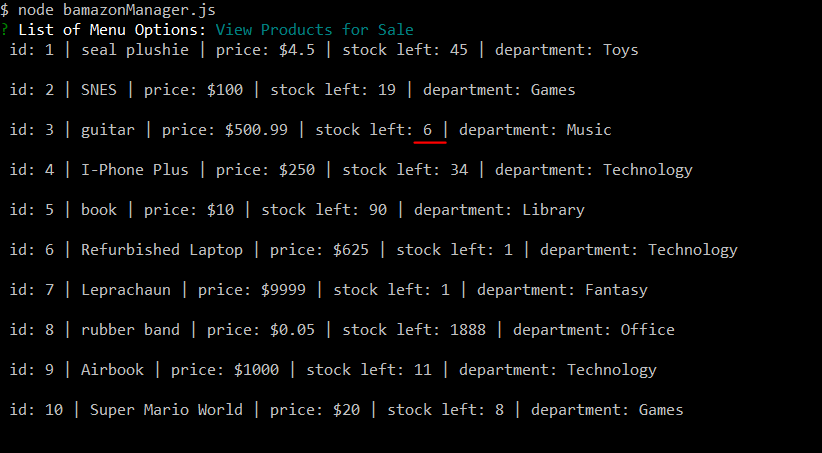 $ node bamazonManager.js
? List of Menu Options: View Products for Sale
id: 1 | seal plushie | price: $4.5 | stock left: 45 | department: Toys
id: 2 | SNES | price: $100 | stock left: 19 | department: Games
id: 3 | guitar | price: $500.99 | stock left: 6 | department: Music
id: 4 | I-Phone Plus | price: $250 | stock left: 34 | department: Technology
id: 5 | book | price: $10 | stock left: 90 | department: Library
id: 6 | Refurbished Laptop | price: $625 | stock left: 1 | department: Technology
id: 7 | Leprachaun | price: $9999 | stock left: 1 | department: Fantasy
id: 8 | rubber band | price: $0.05 | stock left: 1888 | department: Office
id: 9 | Airbook | price: $1000 | stock left: 11 | department: Technology
id: 10 | Super Mario World | price: $20 | stock left: 8 | department: Games